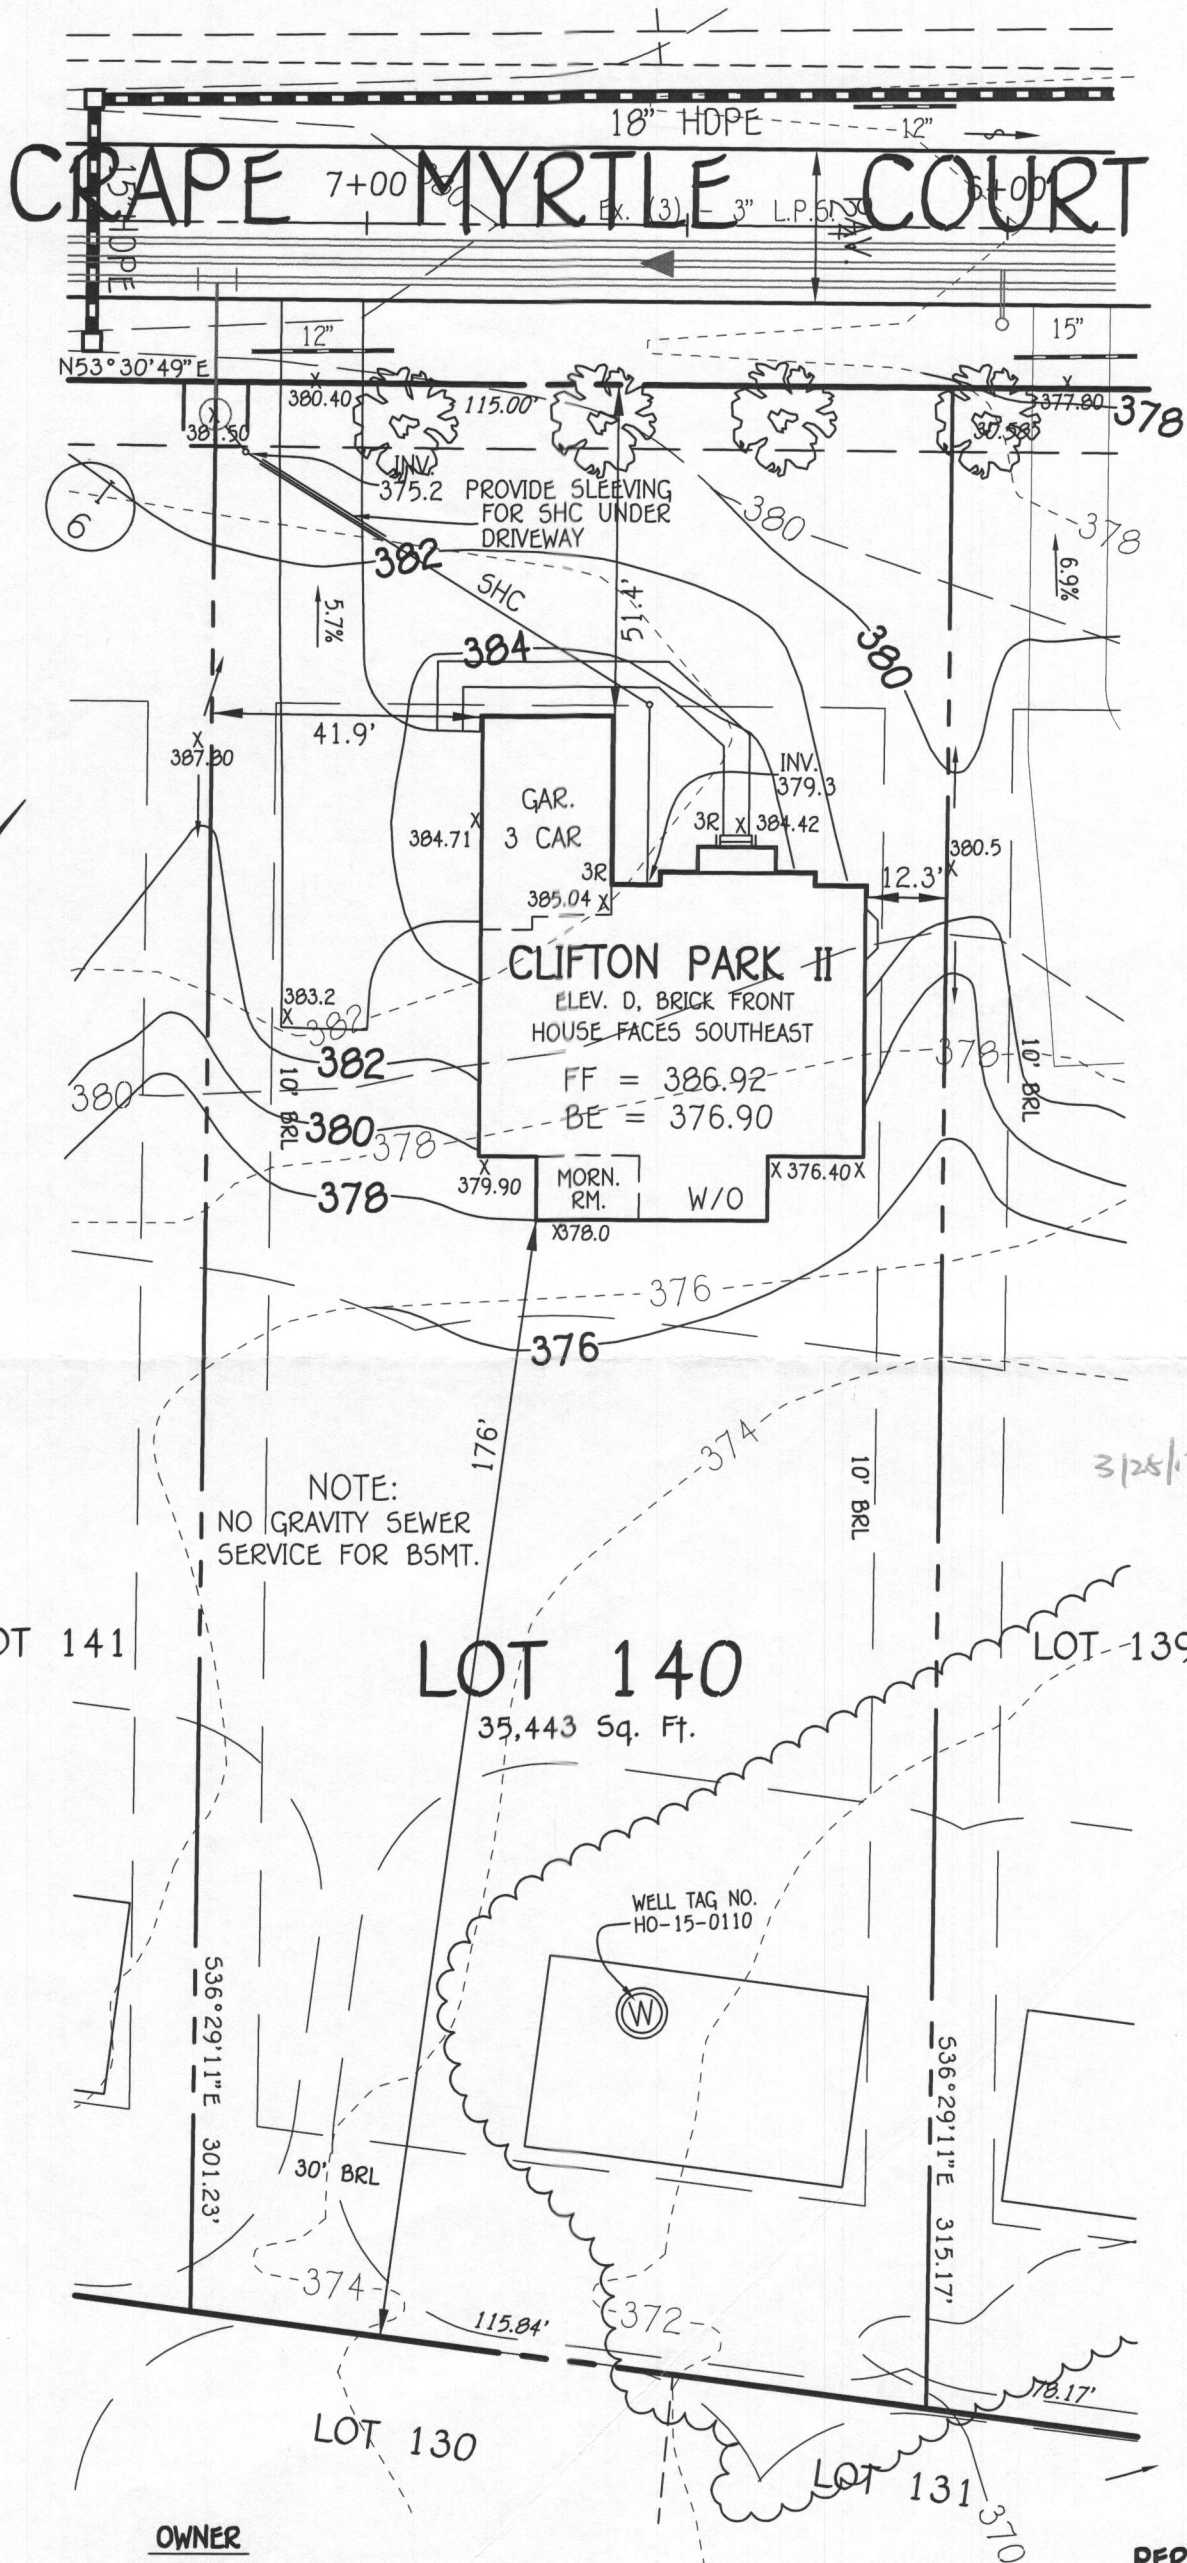 18" HDPE
12"
CRAPE MYRTLE COURT
7+00
6+00
15" HDPE
EX. (3) - 3" L.P.S.
12"
15"
N53°30'49"E
380.40
115.00'
377.80
378
INV.
375.2
PROVIDE SLEEVING
FOR SHC UNDER
DRIVEWAY
380
378
1
6
382
SHC
5.7%
51.4'
6.9%
384
380
41.9'
387.80
INV.
379.3
GAR.
3 CAR
384.71
3R
384.42
3R
385.04
380.5
12.3'
CLIFTON PARK II
ELEV. D, BRICK FRONT
HOUSE FACES SOUTHEAST
383.2
382
382
378
10' BRL
FF = 386.92
BE = 376.90
380
10' BRL
380
378
379.90
MORN.
RM.
W/O
376.40
378
378.0
376
376
176'
374
10' BRL
NOTE:
NO GRAVITY SEWER
SERVICE FOR BSMT.
LOT 140
35,443 Sq. Ft.
141
LOT 139
WELL TAG NO.
HO-15-0110
W
S36°29'11"E 301.23'
S36°29'11"E 315.17'
30' BRL
374
115.84'
372
78.17'
LOT 130
LOT 131
370
OWNER